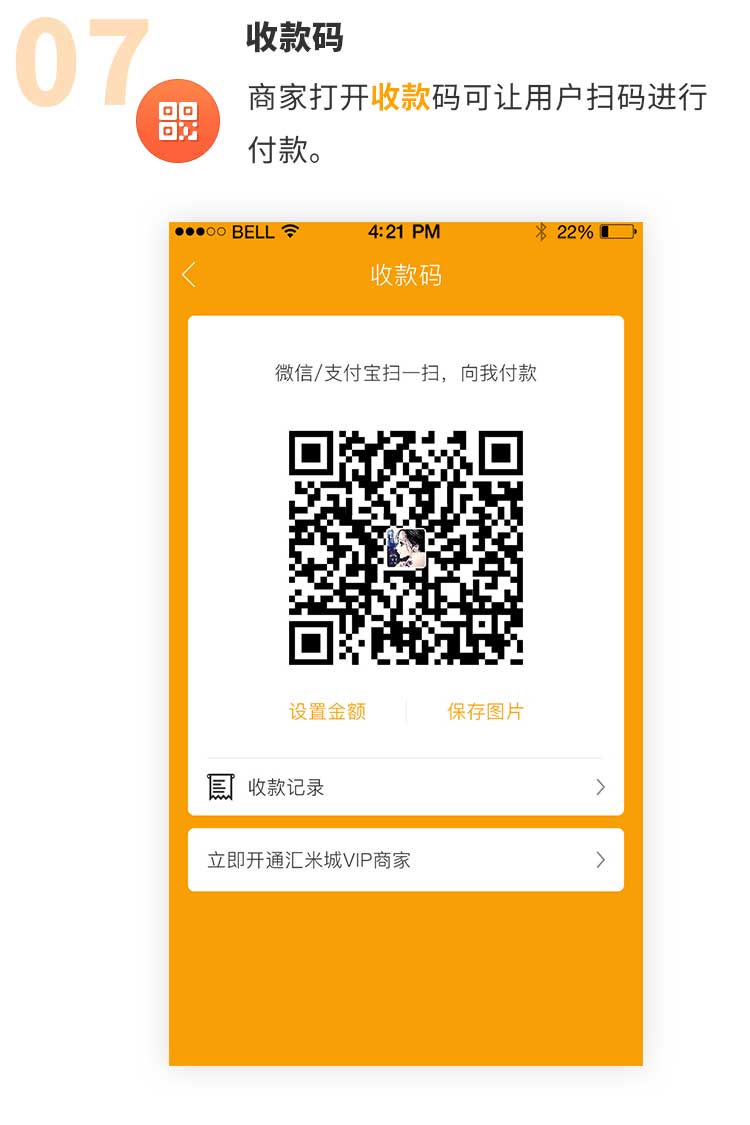 07
收款码
商家打开收款码可让用户扫码进行
付款。
BELL 4:21 PM 22%
收款码
微信/支付宝扫一扫，向我付款
设置金额 保存图片
收款记录
立即开通汇米城VIP商家